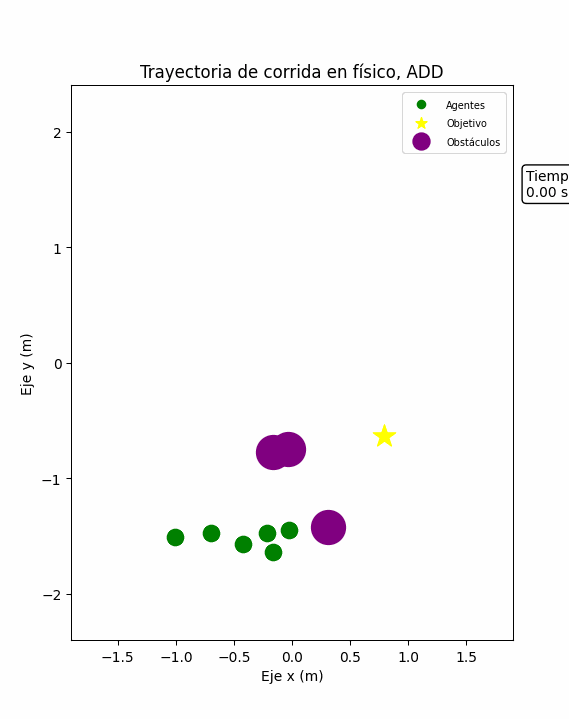 Trayectoria de corrida en físico, ADD
Agentes
Objetivo
Obstáculos
Tiemp
0.00 s
2
1
0
−1
−2
Eje y (m)
−1.5
−1.0
−0.5
0.0
0.5
1.0
1.5
Eje x (m)